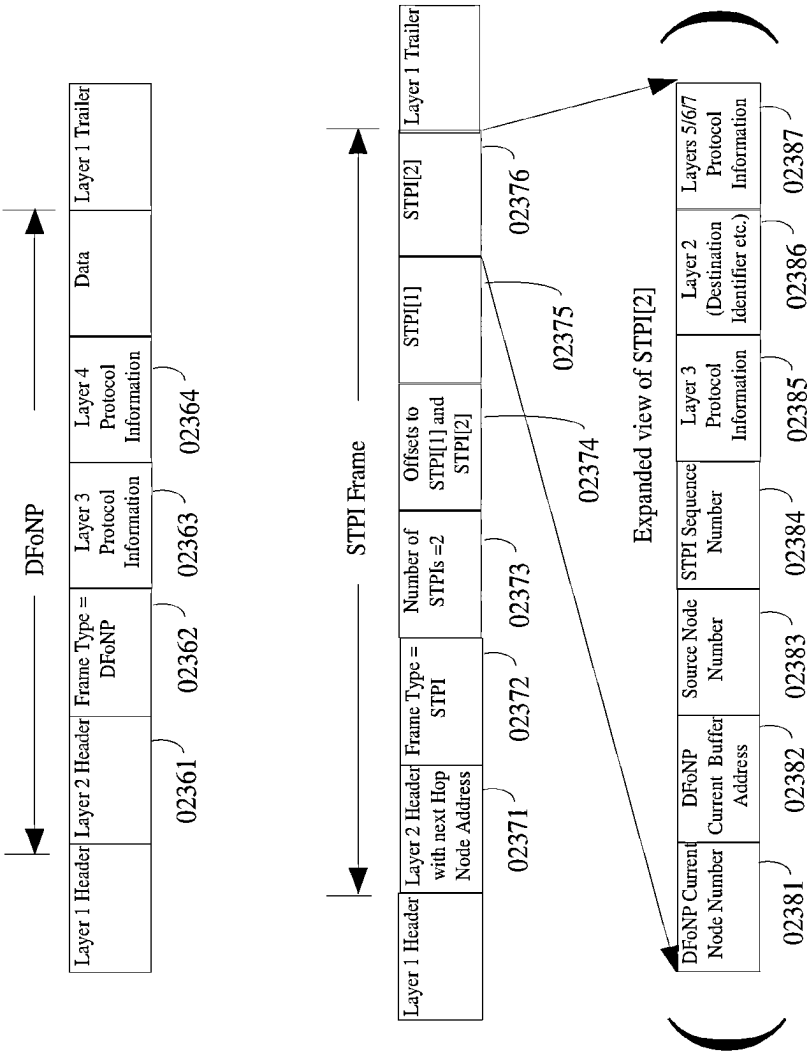 DFoNP
Layer 1 Header
Layer 2 Header
Frame Type =
DFoNP
Layer 3
Protocol
Information
Layer 4
Protocol
Information
Data
Layer 1 Trailer
02361
02362
02363
02364
STPI Frame
Layer 1 Header
Layer 2 Header
with next Hop
Node Address
Frame Type =
STPI
Number of
STPIs =2
Offsets to
STPI[1] and
STPI[2]
STPI[1]
STPI[2]
Layer 1 Trailer
02371
02372
02373
02374
02375
02376
Expanded view of STPI[2]
DFoNP Current
Node Number
DFoNP
Current Buffer
Address
Source Node
Number
STPI Sequence
Number
Layer 3
Protocol
Information
Layer 2
(Destination
Identifier etc.)
Layers 5/6/7
Protocol
Information
02381
02382
02383
02384
02385
02386
02387